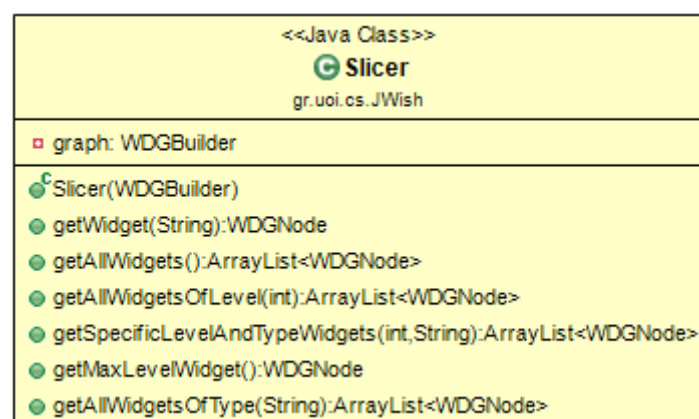 <<Java Class>>
C Slicer
gr.uoi.cs.JWish
graph: WDGBuilder
C Slicer(WDGBuilder)
getWidget(String):WDGNode
getAllWidgets():ArrayList<WDGNode>
getAllWidgetsOfLevel(int):ArrayList<WDGNode>
getSpecificLevelAndTypeWidgets(int,String):ArrayList<WDGNode>
getMaxLevelWidget():WDGNode
getAllWidgetsOfType(String):ArrayList<WDGNode>